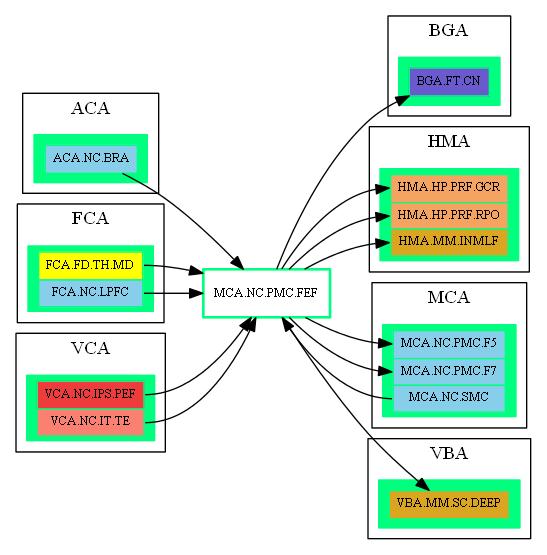 ACA
ACA.NC.BRA
FCA
FCA.FD.TH.MD
FCA.NC.LPFC
VCA
VCA.NC.IPS.PEF
VCA.NC.IT.TE
MCA.NC.PMC.FEF
BGA
BGA.FT.CN
HMA
HMA.HP.PRF.GCR
HMA.HP.PRF.RPO
HMA.MM.INMLF
MCA
MCA.NC.PMC.F5
MCA.NC.PMC.F7
MCA.NC.SMC
VBA
VBA.MM.SC.DEEP